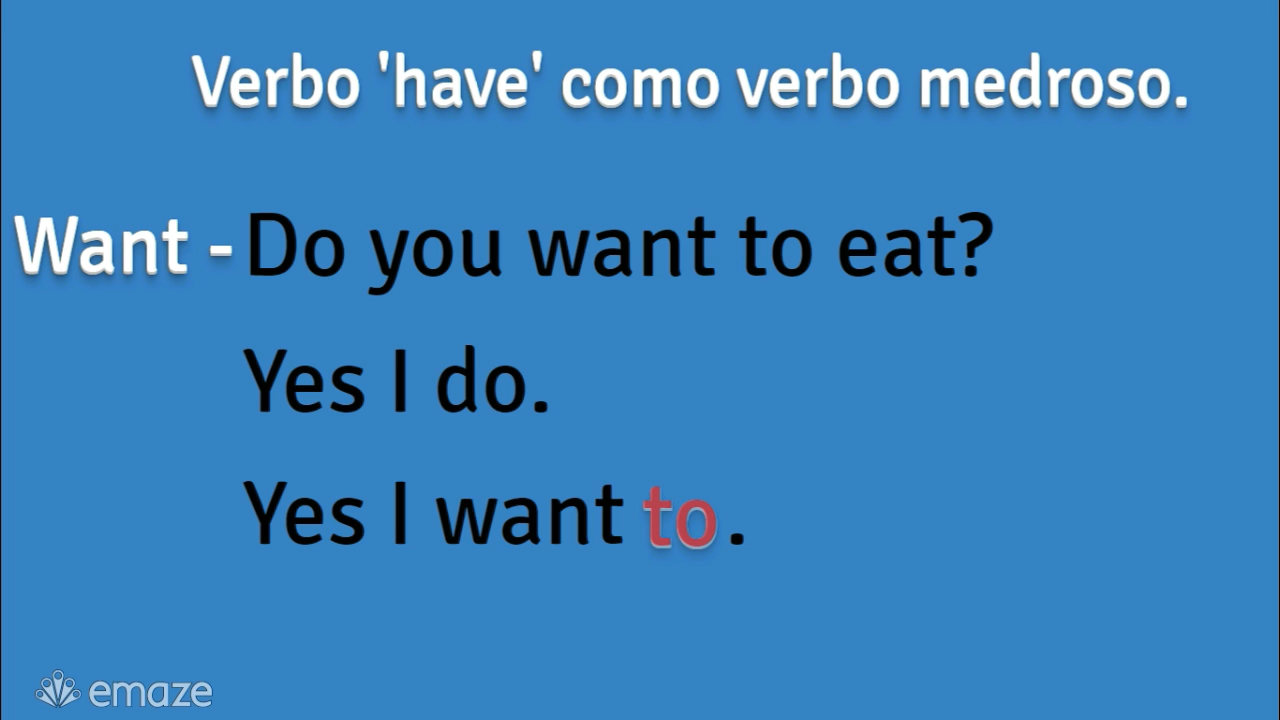 Verbo 'have' como verbo medroso.
Want - Do you want to eat?
Yes I do.
Yes I want to.
emaze